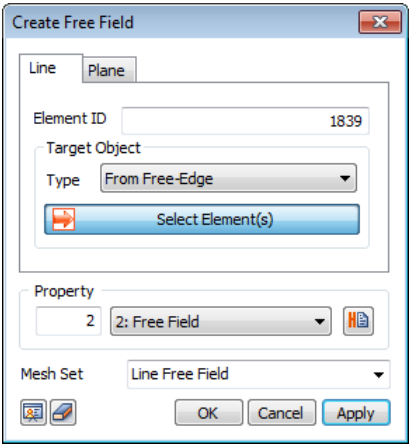 Create Free Field
Line Plane
Element ID 1839
Target Object
Type From Free-Edge
Select Element(s)
Property
2 2: Free Field
Mesh Set Line Free Field
OK Cancel Apply